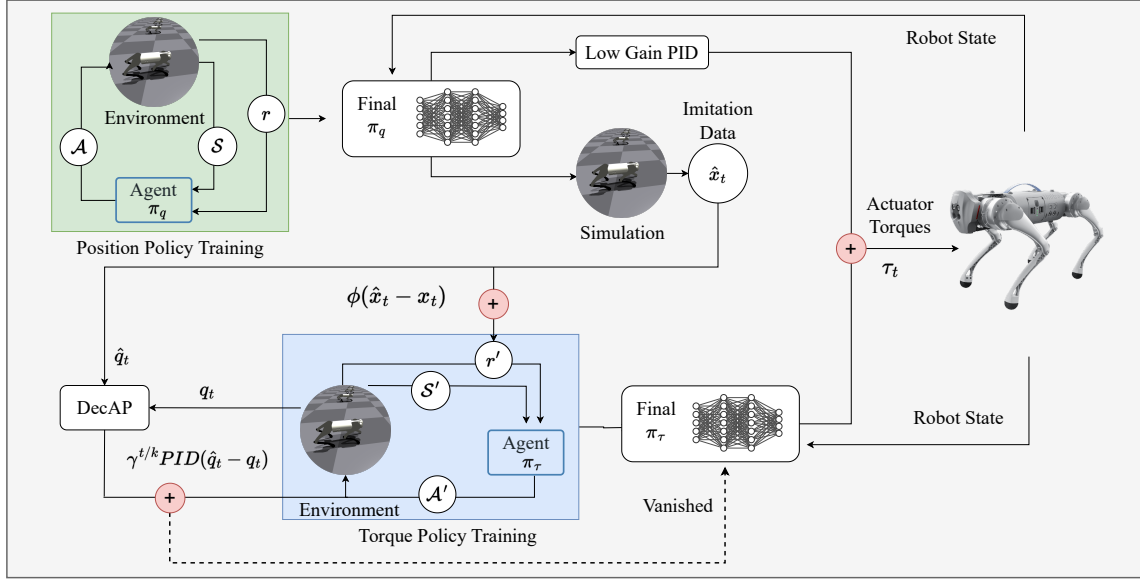 Environment
r
𝒜
𝒮
Agent
π_q
Position Policy Training
Final
π_q
Low Gain PID
Simulation
Imitation
Data
x̂_t
Robot State
Actuator
Torques
τ_t
+
ϕ(x̂_t − x_t)
+
q̂_t
DecAP
q_t
γ^{t/k}PID(q̂_t − q_t)
+
r′
𝒮′
Agent
π_τ
𝒜′
Environment
Torque Policy Training
Final
π_τ
Robot State
Vanished